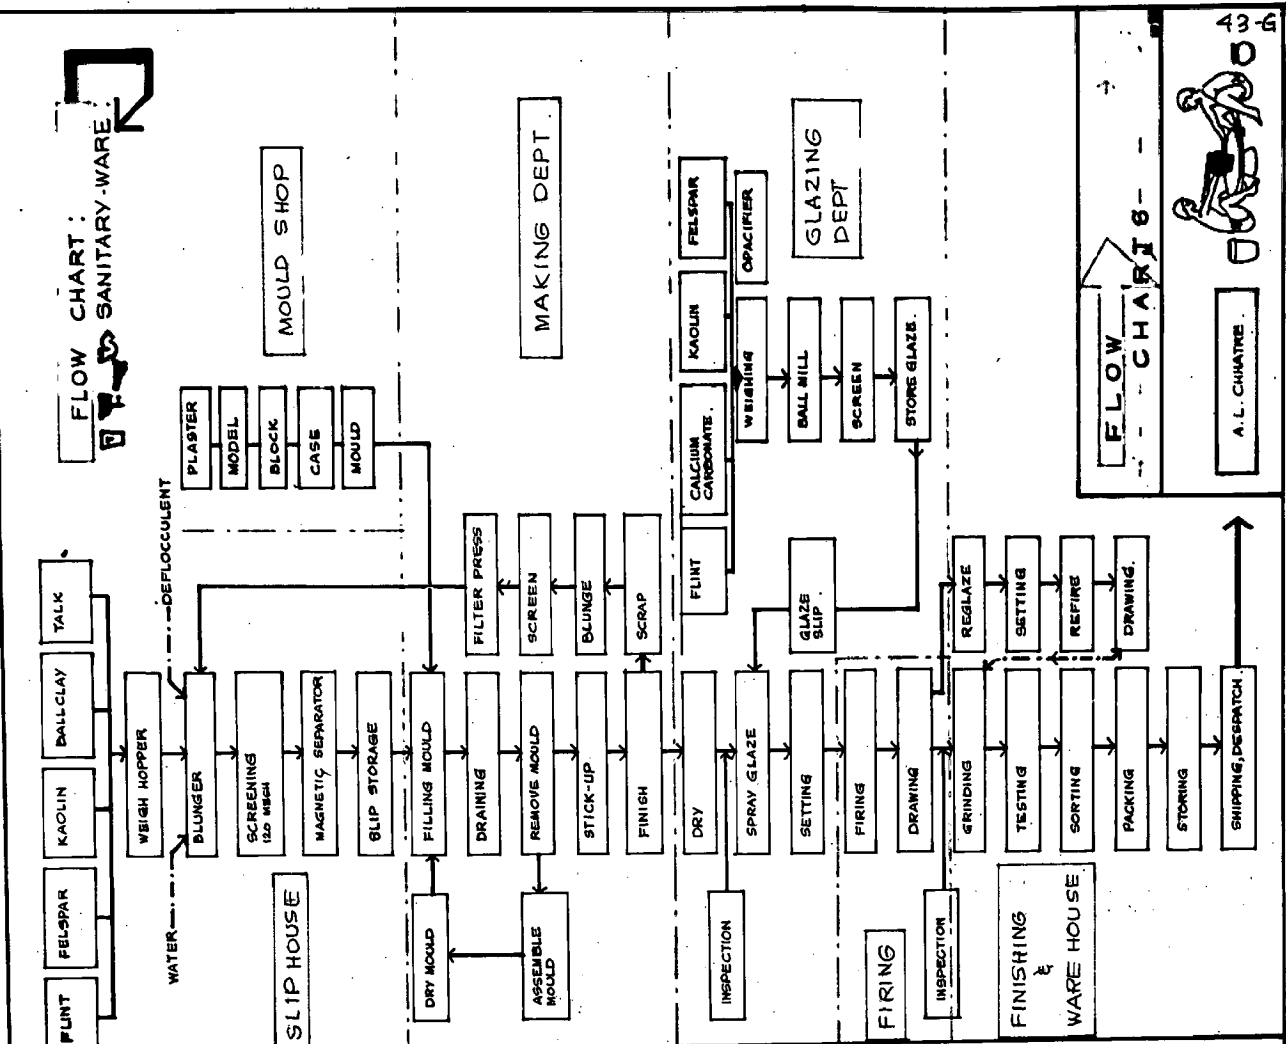 43-G
FLOW CHART:
SANITARY-WARE
FLINT
FELSPAR
KAOLIN
BALLCLAY
TALK
WEIGH HOPPER
WATER
DEFLOCCULENT
BLUNGER
SCREENING
120 MESH
MAGNETIC SEPARATOR
SLIP STORAGE
SLIP HOUSE
PLASTER
MODEL
BLOCK
CASE
MOULD
MOULD SHOP
FILLING MOULD
DRAINING
REMOVE MOULD
STICK-UP
FINISH
DRY MOULD
ASSEMBLE
MOULD
FILTER PRESS
SCREEN
BLUNGE
SCRAP
MAKING DEPT.
FLINT
CALCIUM
CARBONATE.
KAOLIN
FELSPAR
OPACIFIER
WEIGHING
BALL MILL
SCREEN
STORE GLAZE.
GLAZE
SLIP.
GLAZING
DEPT
DRY
SPRAY GLAZE
SETTING
INSPECTION
FIRING
DRAWING
FIRING
INSPECTION
REGLAZE
SETTING
REFIRE
DRAWING.
GRINDING
TESTING
SORTING
PACKING
STORING
SHIPPING, DESPATCH.
FINISHING
&
WARE HOUSE
FLOW
CHARTS
A. L. CHHATRE.